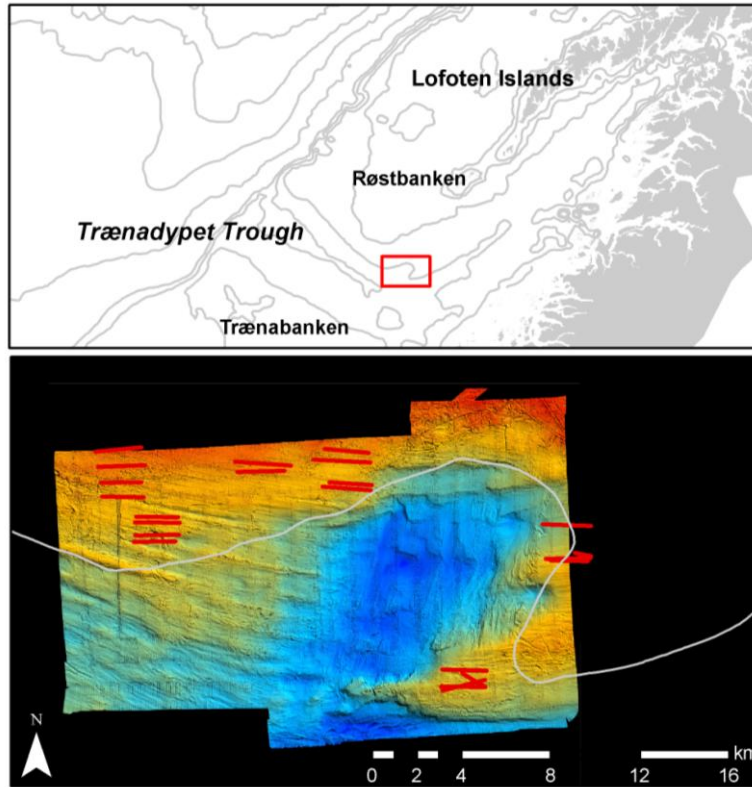 Lofoten Islands
Røstbanken
Trænadypet Trough
Trænabanken
N
km
0 2 4 8 12 16